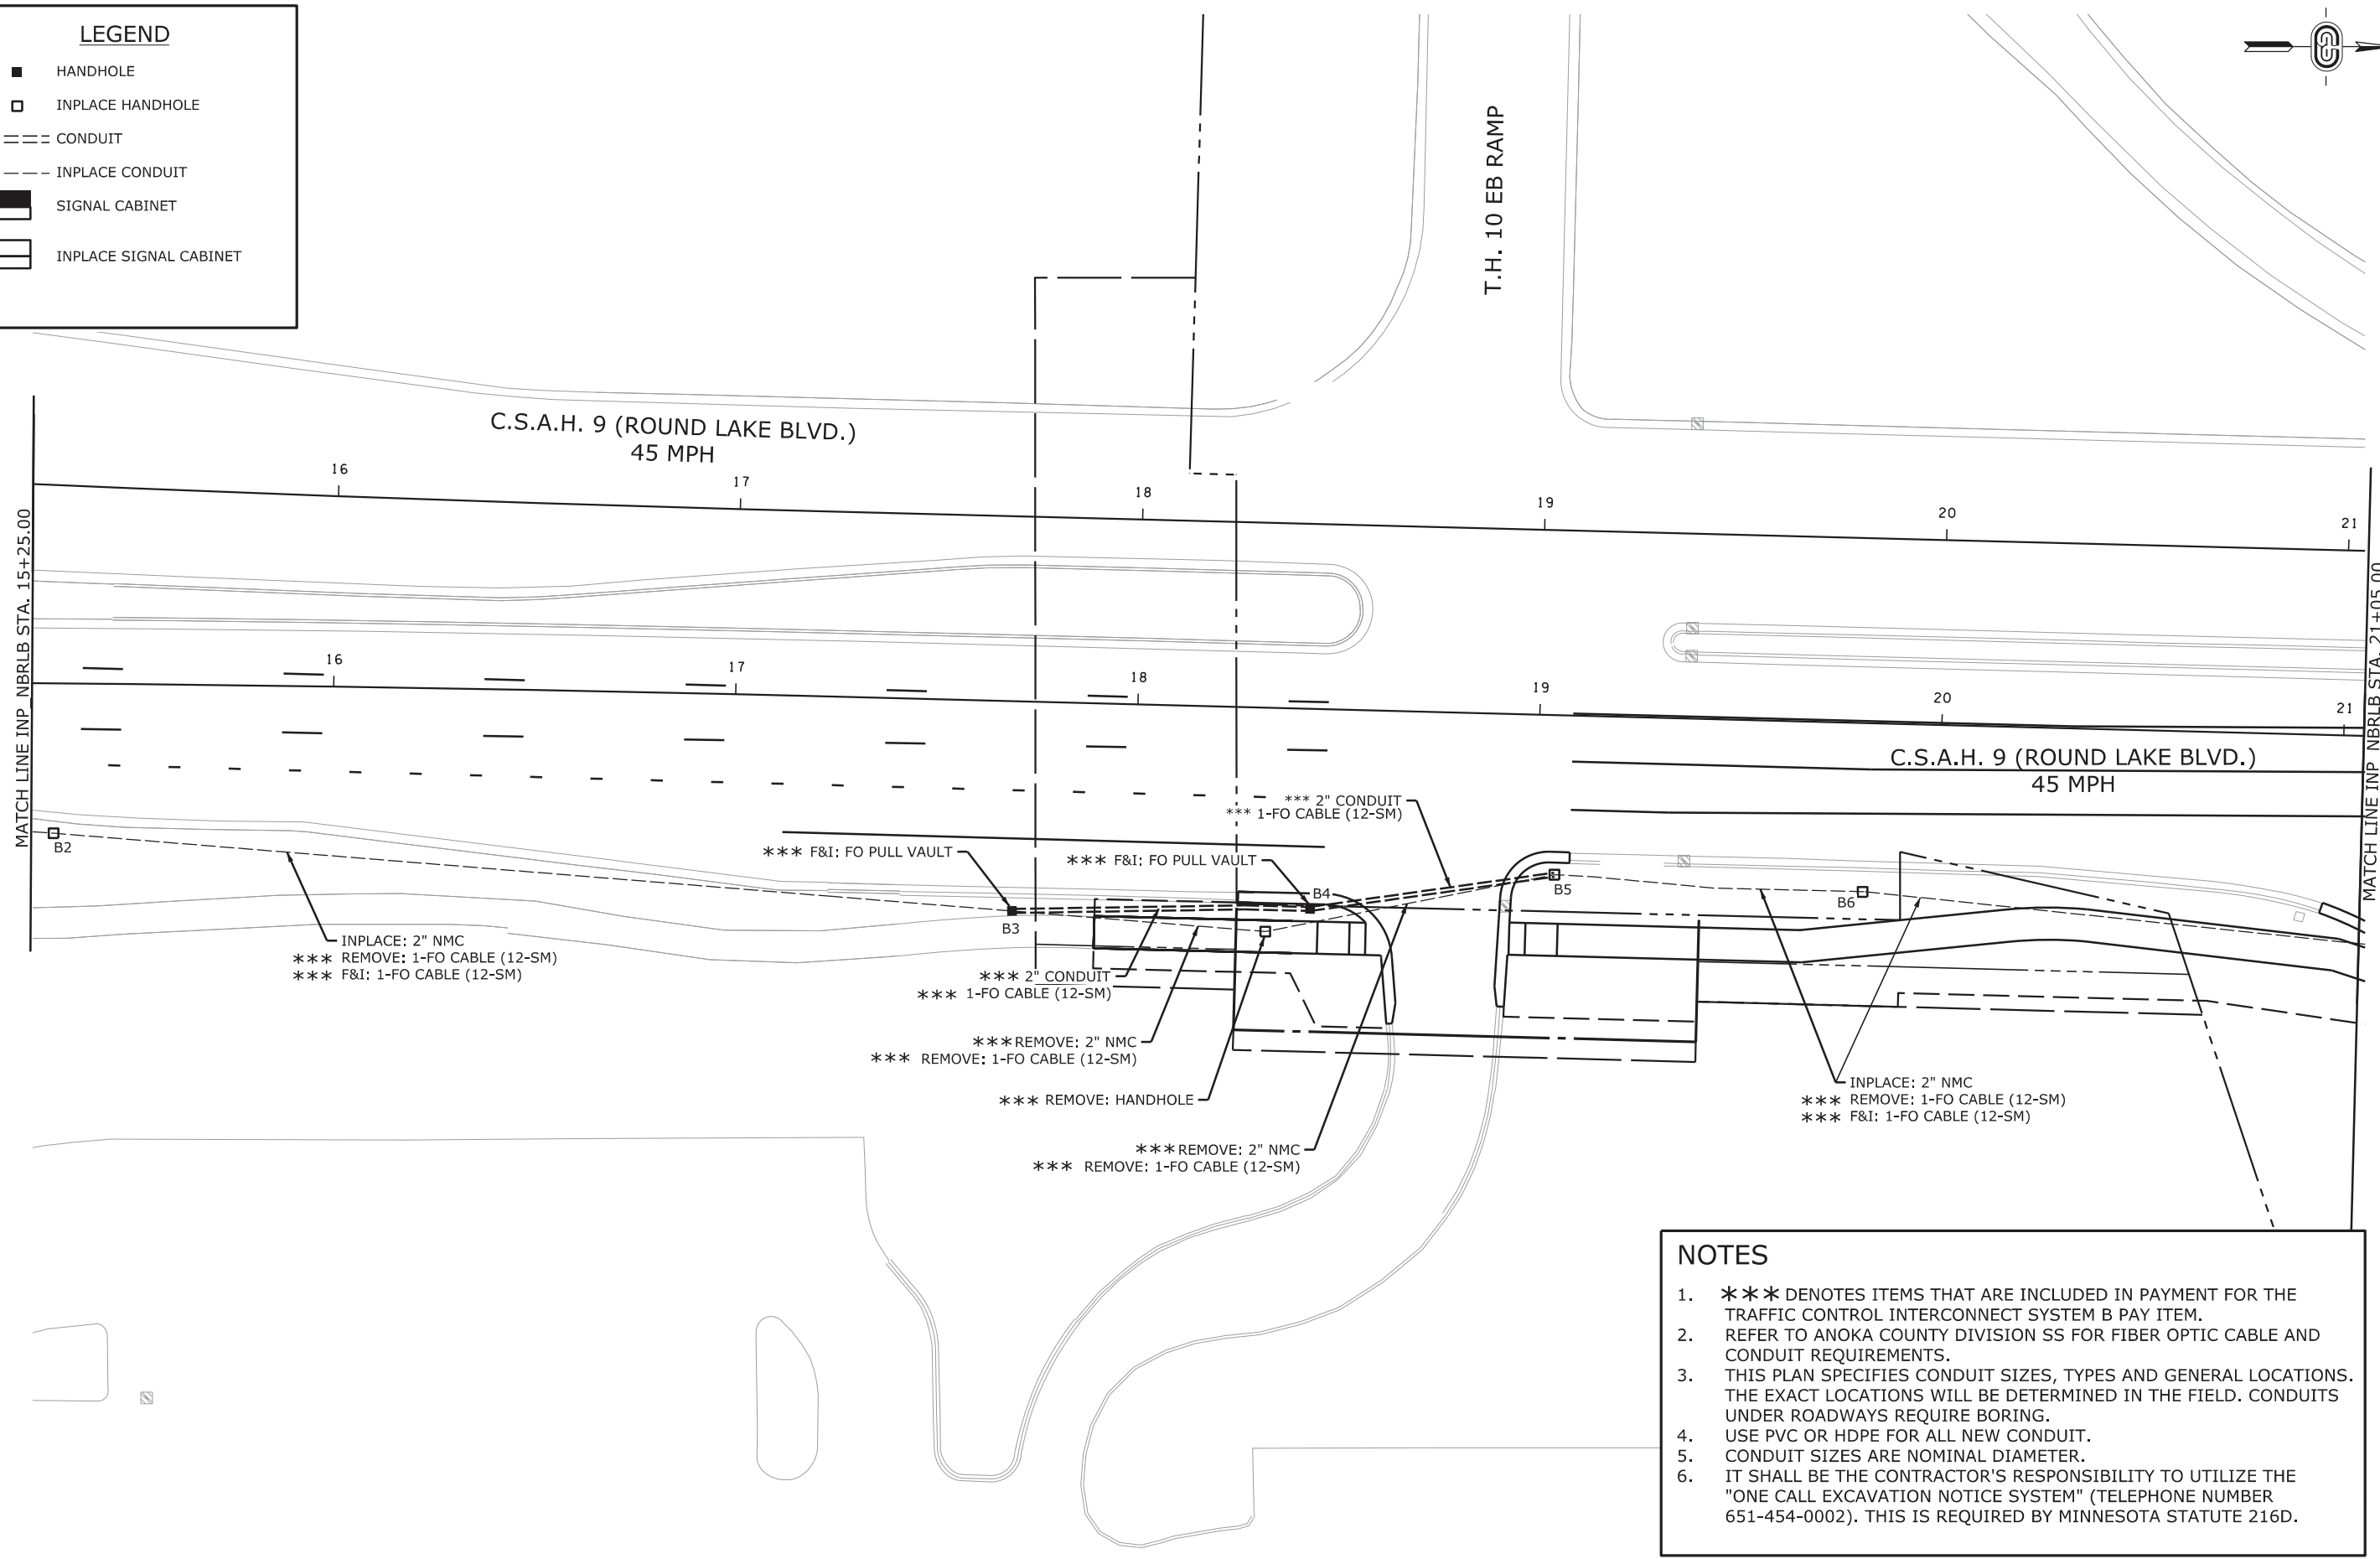 LEGEND
HANDHOLE
INPLACE HANDHOLE
CONDUIT
INPLACE CONDUIT
SIGNAL CABINET
INPLACE SIGNAL CABINET
T.H. 10 EB RAMP
C.S.A.H. 9 (ROUND LAKE BLVD.)
45 MPH
16
17
18
19
20
21
MATCH LINE INP_NBRLB STA. 15+25.00
MATCH LINE INP_NBRLB STA. 21+05.00
16
17
18
19
20
21
C.S.A.H. 9 (ROUND LAKE BLVD.)
45 MPH
*** 2" CONDUIT
*** 1-FO CABLE (12-SM)
B2
*** F&I: FO PULL VAULT
*** F&I: FO PULL VAULT
B3
B4
B5
B6
INPLACE: 2" NMC
*** REMOVE: 1-FO CABLE (12-SM)
*** F&I: 1-FO CABLE (12-SM)
*** 2" CONDUIT
*** 1-FO CABLE (12-SM)
***REMOVE: 2" NMC
*** REMOVE: 1-FO CABLE (12-SM)
*** REMOVE: HANDHOLE
***REMOVE: 2" NMC
*** REMOVE: 1-FO CABLE (12-SM)
INPLACE: 2" NMC
*** REMOVE: 1-FO CABLE (12-SM)
*** F&I: 1-FO CABLE (12-SM)
NOTES
1. *** DENOTES ITEMS THAT ARE INCLUDED IN PAYMENT FOR THE
TRAFFIC CONTROL INTERCONNECT SYSTEM B PAY ITEM.
2. REFER TO ANOKA COUNTY DIVISION SS FOR FIBER OPTIC CABLE AND
CONDUIT REQUIREMENTS.
3. THIS PLAN SPECIFIES CONDUIT SIZES, TYPES AND GENERAL LOCATIONS.
THE EXACT LOCATIONS WILL BE DETERMINED IN THE FIELD. CONDUITS
UNDER ROADWAYS REQUIRE BORING.
4. USE PVC OR HDPE FOR ALL NEW CONDUIT.
5. CONDUIT SIZES ARE NOMINAL DIAMETER.
6. IT SHALL BE THE CONTRACTOR'S RESPONSIBILITY TO UTILIZE THE
"ONE CALL EXCAVATION NOTICE SYSTEM" (TELEPHONE NUMBER
651-454-0002). THIS IS REQUIRED BY MINNESOTA STATUTE 216D.